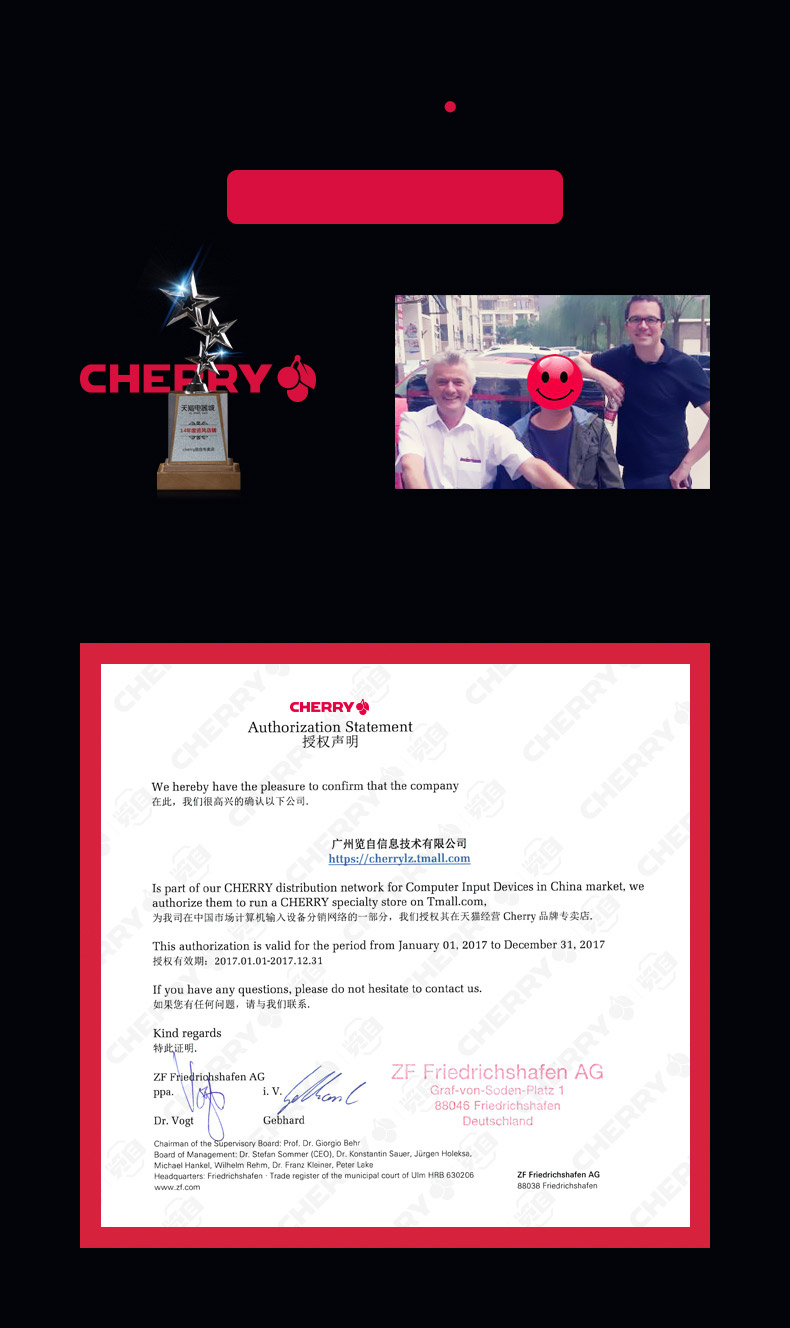 CHERRY
天猫电器城
14年度迎风店铺
cherry览自专卖店
CHERRY
Authorization Statement
授权声明
We hereby have the pleasure to confirm that the company
在此，我们很高兴的确认以下公司.
广州览自信息技术有限公司
https://cherrylz.tmall.com
Is part of our CHERRY distribution network for Computer Input Devices in China market, we
authorize them to run a CHERRY specialty store on Tmall.com,
为我司在中国市场计算机输入设备分销网络的一部分，我们授权其在天猫经营 Cherry 品牌专卖店.
This authorization is valid for the period from January 01, 2017 to December 31, 2017
授权有效期：2017.01.01-2017.12.31
If you have any questions, please do not hesitate to contact us.
如果您有任何问题，请与我们联系.
Kind regards
特此证明.
ZF Friedrichshafen AG
ppa. i. V.
Dr. Vogt Gebhard
ZF Friedrichshafen AG
Graf-von-Soden-Platz 1
88046 Friedrichshafen
Deutschland
Chairman of the Supervisory Board: Prof. Dr. Giorgio Behr
Board of Management: Dr. Stefan Sommer (CEO), Dr. Konstantin Sauer, Jürgen Holeksa,
Michael Hankel, Wilhelm Rehm, Dr. Franz Kleiner, Peter Lake
Headquarters: Friedrichshafen · Trade register of the municipal court of Ulm HRB 630206
www.zf.com
ZF Friedrichshafen AG
88038 Friedrichshafen